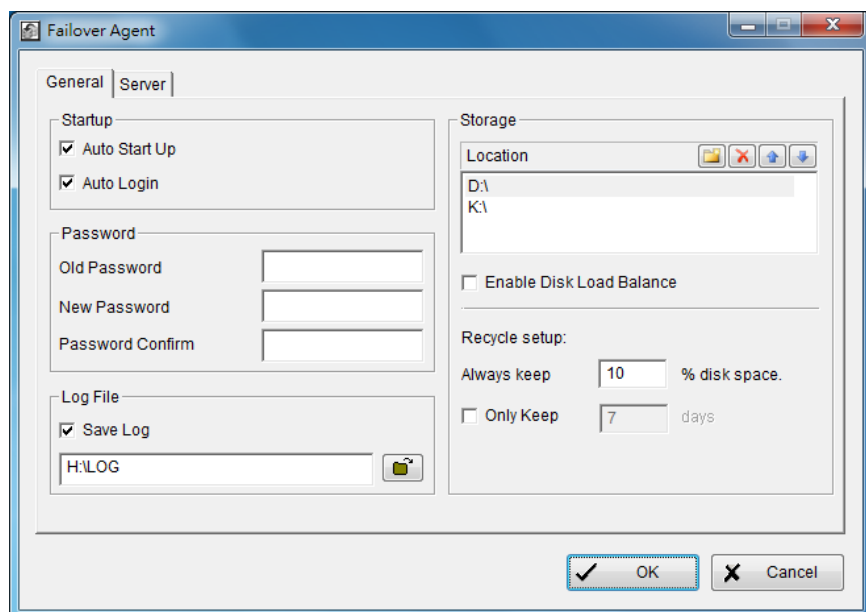 Failover Agent
General
Server
Startup
Auto Start Up
Auto Login
Password
Old Password
New Password
Password Confirm
Log File
Save Log
H:\LOG
Storage
Location
D:\
K:\
Enable Disk Load Balance
Recycle setup:
Always keep 10 % disk space.
Only Keep 7 days
OK
Cancel